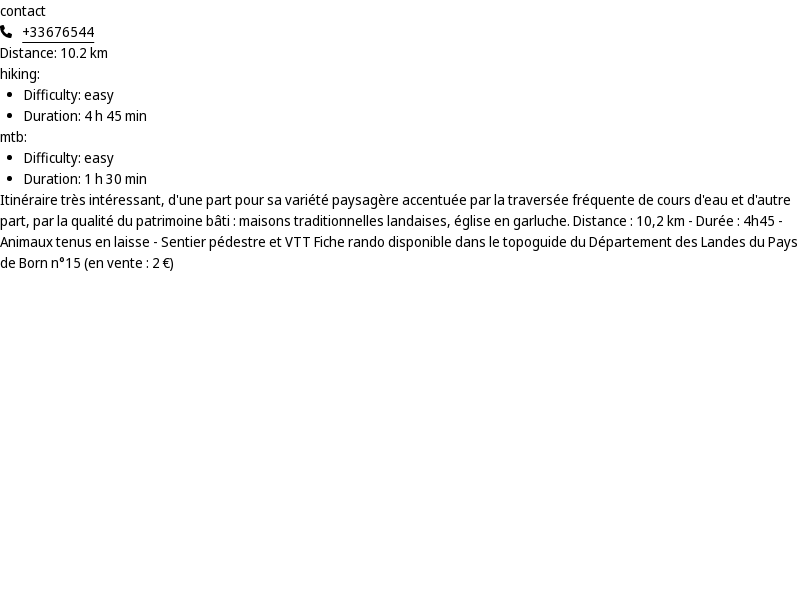 contact
+33676544
Distance: 10.2 km
hiking:
Difficulty: easy
Duration: 4 h 45 min
mtb:
Difficulty: easy
Duration: 1 h 30 min
Itinéraire très intéressant, d'une part pour sa variété paysagère accentuée par la traversée fréquente de cours d'eau et d'autre
part, par la qualité du patrimoine bâti : maisons traditionnelles landaises, église en garluche. Distance : 10,2 km - Durée : 4h45 -
Animaux tenus en laisse - Sentier pédestre et VTT Fiche rando disponible dans le topoguide du Département des Landes du Pays
de Born n°15 (en vente : 2 €)